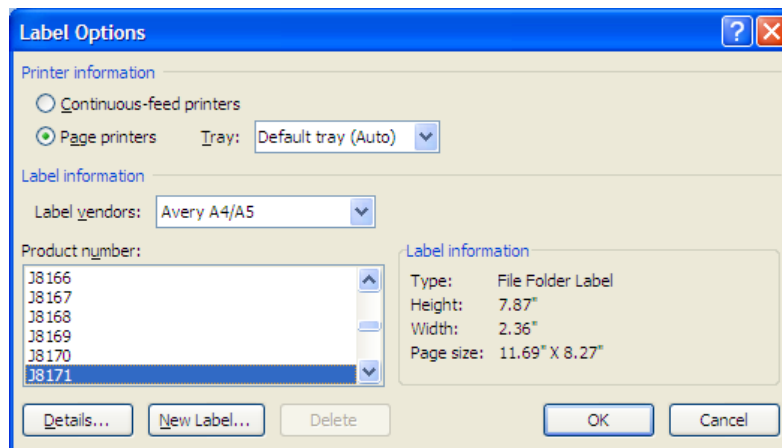 Label Options
Printer information
Continuous-feed printers
Page printers Tray: Default tray (Auto)
Label information
Label vendors: Avery A4/A5
Product number:
J8166
J8167
J8168
J8169
J8170
J8171
Label information
Type: File Folder Label
Height: 7.87"
Width: 2.36"
Page size: 11.69" X 8.27"
Details... New Label... Delete OK Cancel